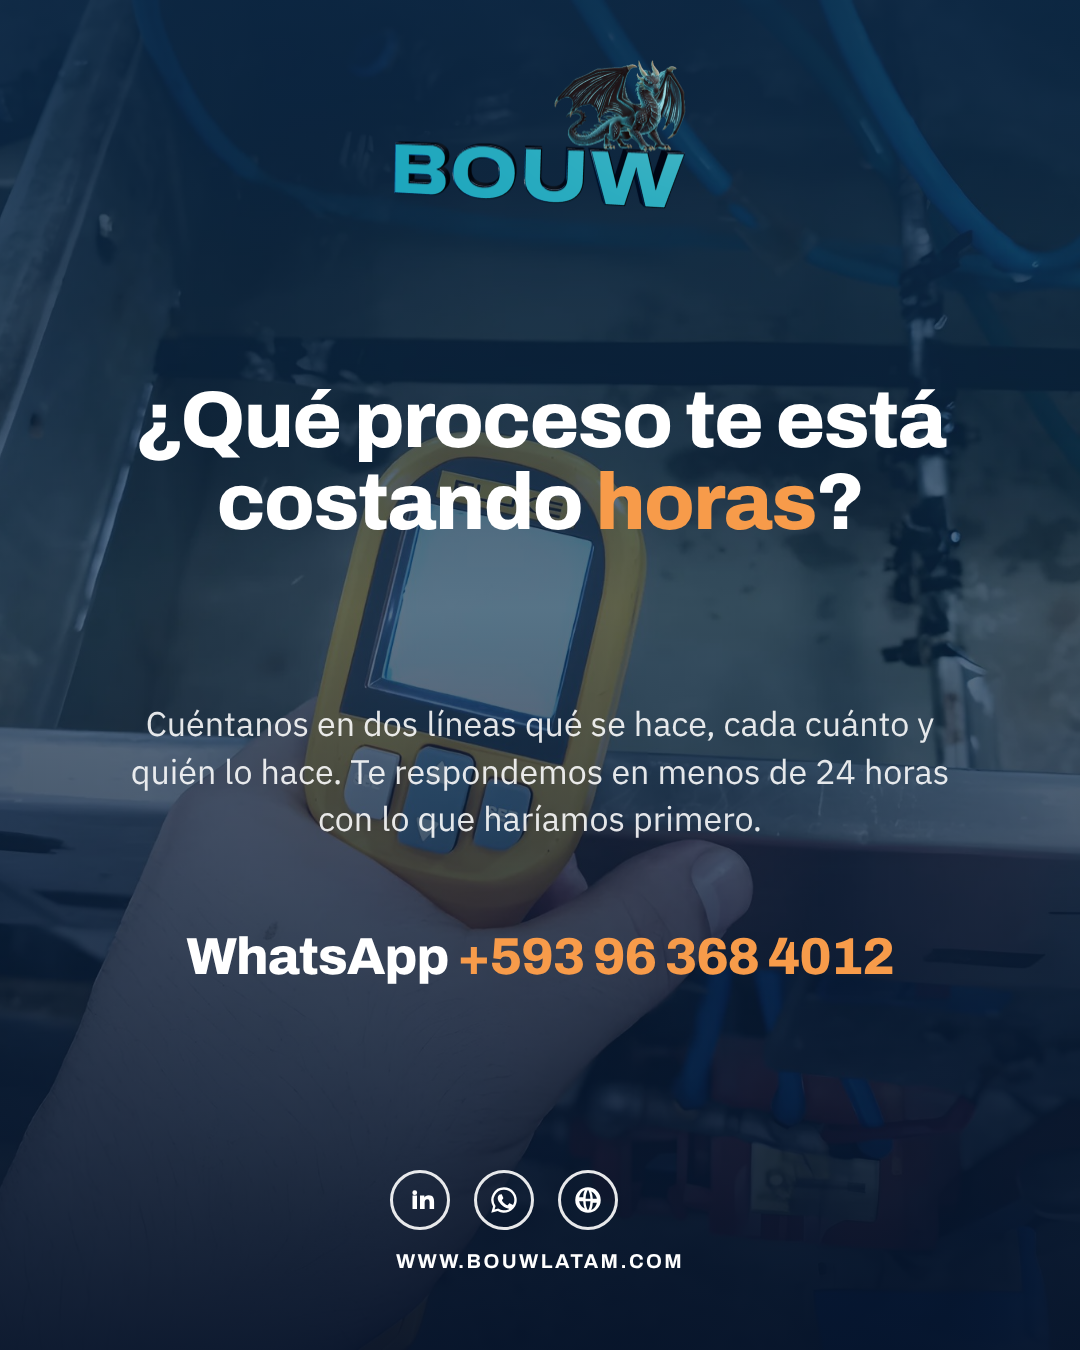 BOUW
¿Qué proceso te está
costando horas?
Cuéntanos en dos líneas qué se hace, cada cuánto y
quién lo hace. Te respondemos en menos de 24 horas
con lo que haríamos primero.
WhatsApp +593 96 368 4012
in
WWW.BOUWLATAM.COM